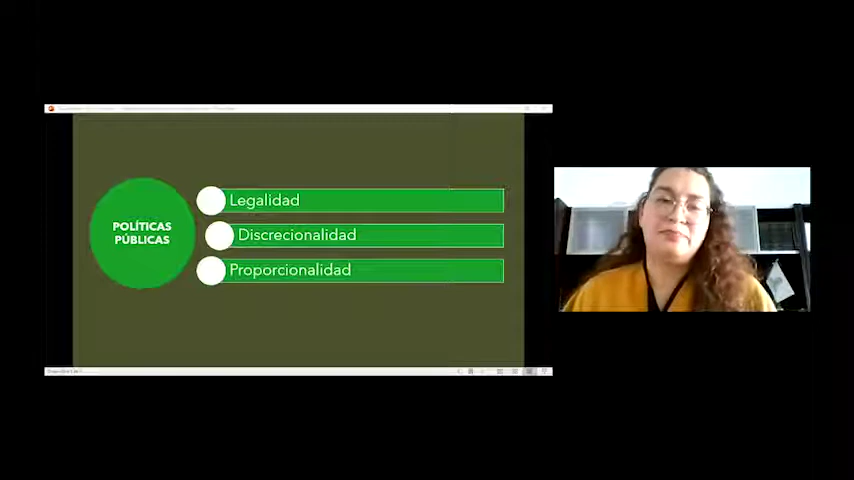 POLÍTICAS
PÚBLICAS
Legalidad
Discrecionalidad
Proporcionalidad